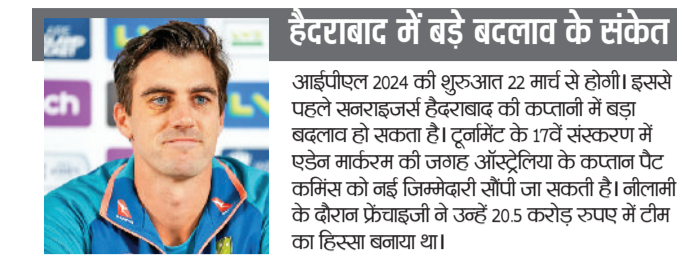 हैदराबाद में बड़े बदलाव के संकेत
आईपीएल 2024 की शुरुआत 22 मार्च से होगी। इससे
पहले सनराइजर्स हैदराबाद की कप्तानी में बड़ा
बदलाव हो सकता है। टूर्नामेंट के 17वें संस्करण में
एडेन मार्करम की जगह ऑस्ट्रेलिया के कप्तान पैट
कमिंस को नई जिम्मेदारी सौंपी जा सकती है। नीलामी
के दौरान फ्रेंचाइजी ने उन्हें 20.5 करोड़ रुपए में टीम
का हिस्सा बनाया था।